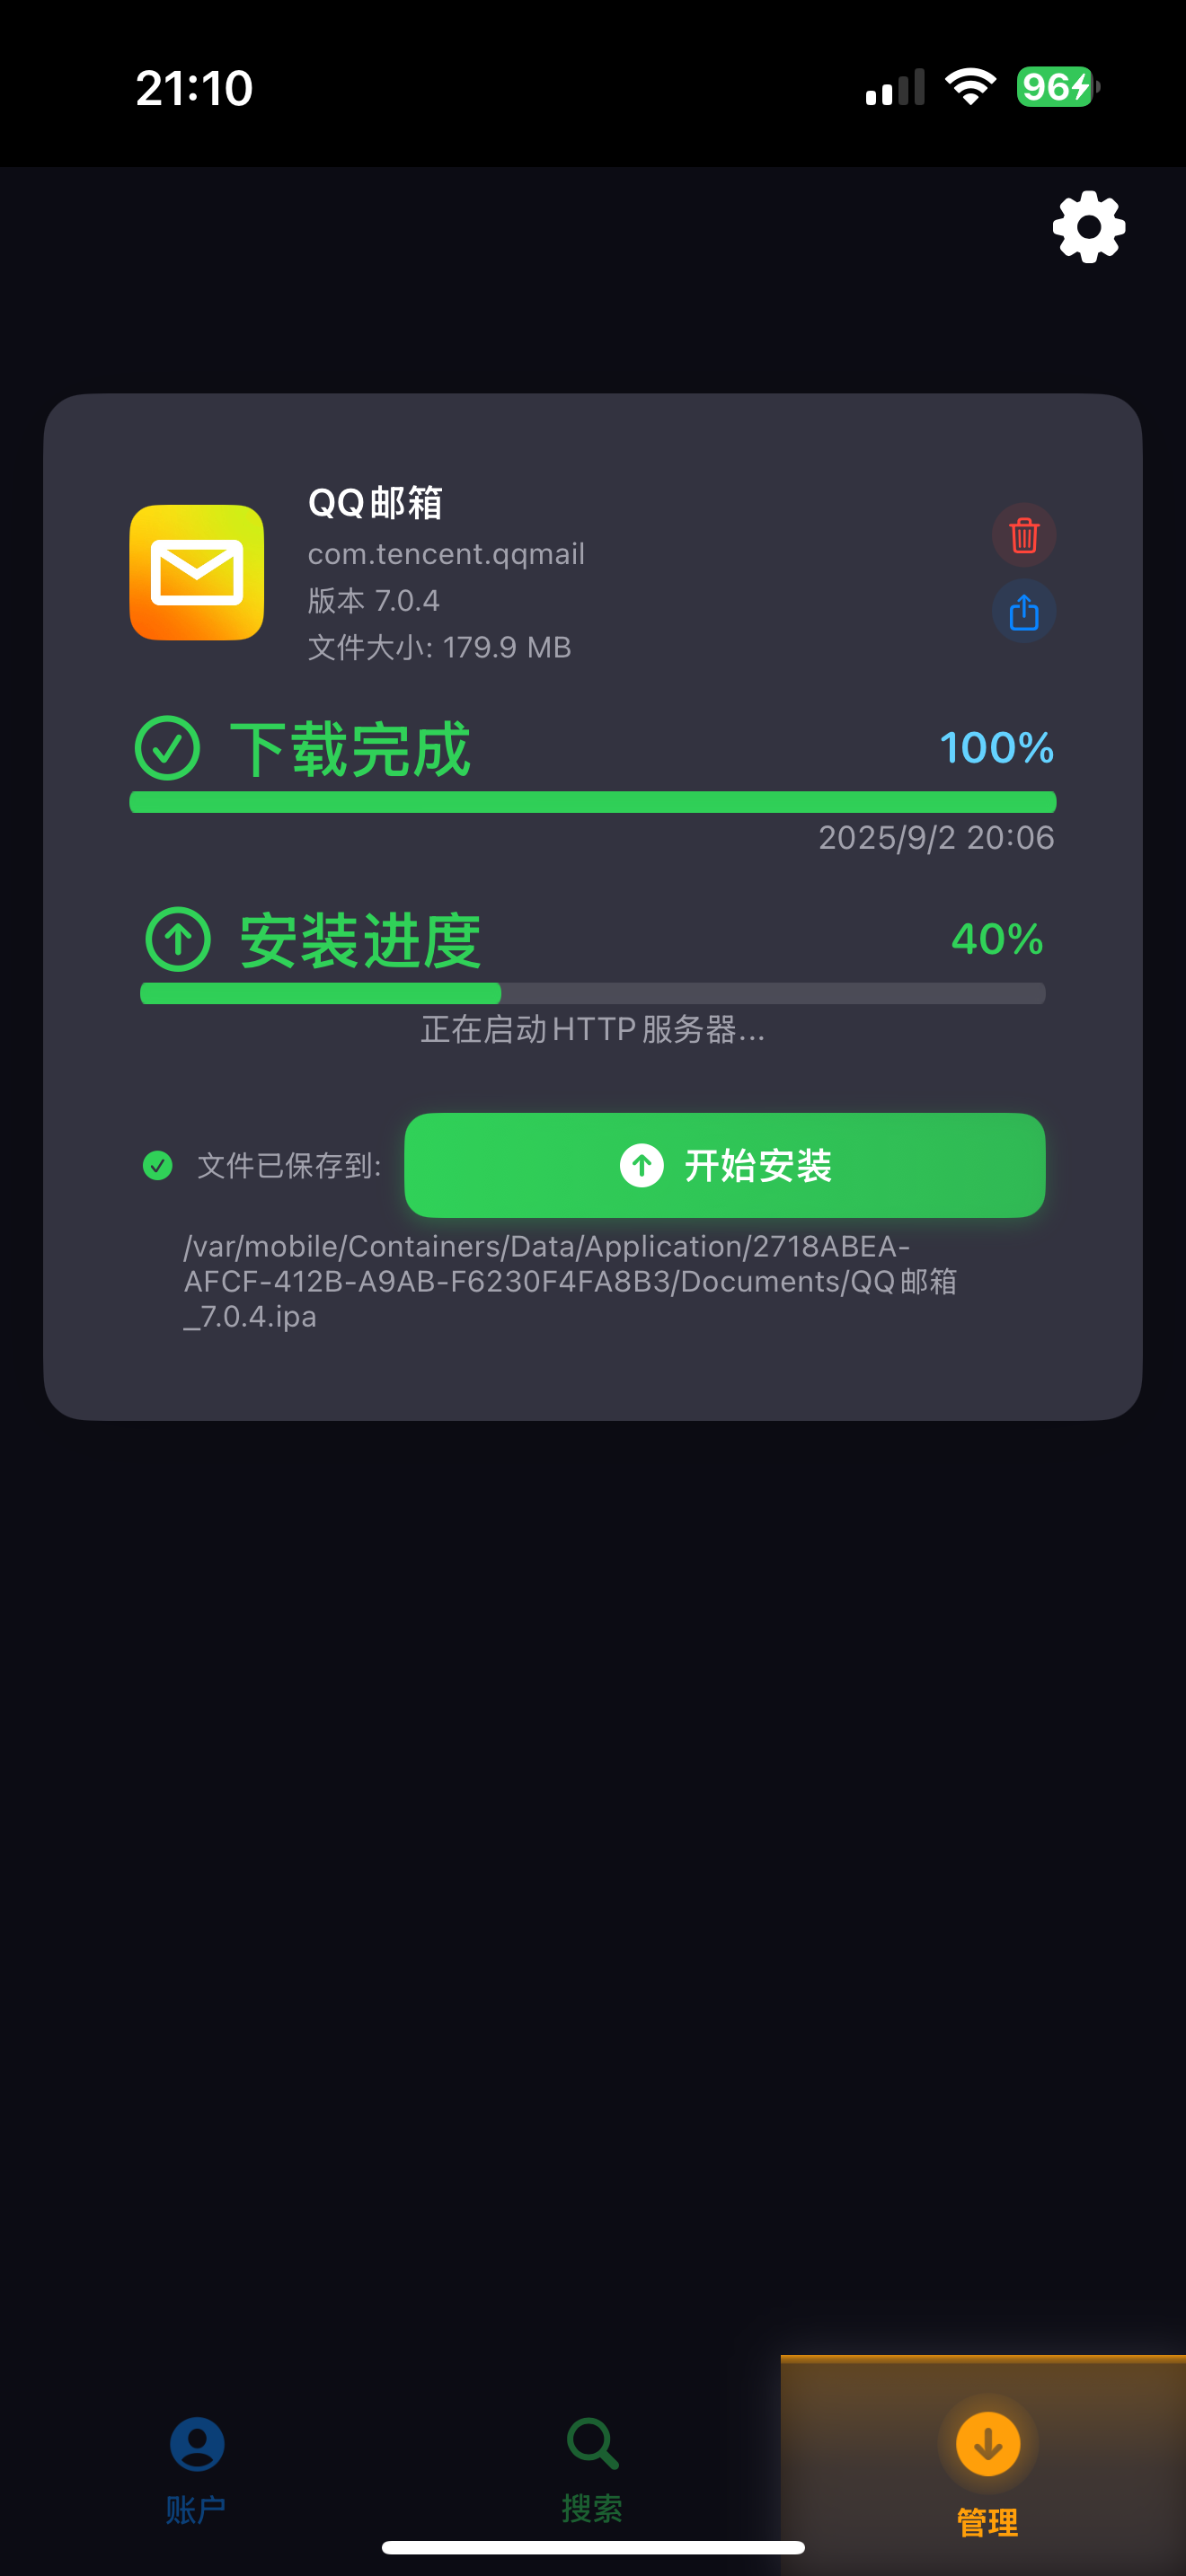 21:10
96
QQ邮箱
com.tencent.qqmail
版本 7.0.4
文件大小: 179.9 MB
下载完成
100%
2025/9/2 20:06
安装进度
40%
正在启动HTTP服务器...
文件已保存到:
开始安装
/var/mobile/Containers/Data/Application/2718ABEA-
AFCF-412B-A9AB-F6230F4FA8B3/Documents/QQ邮箱
_7.0.4.ipa
账户
搜索
管理